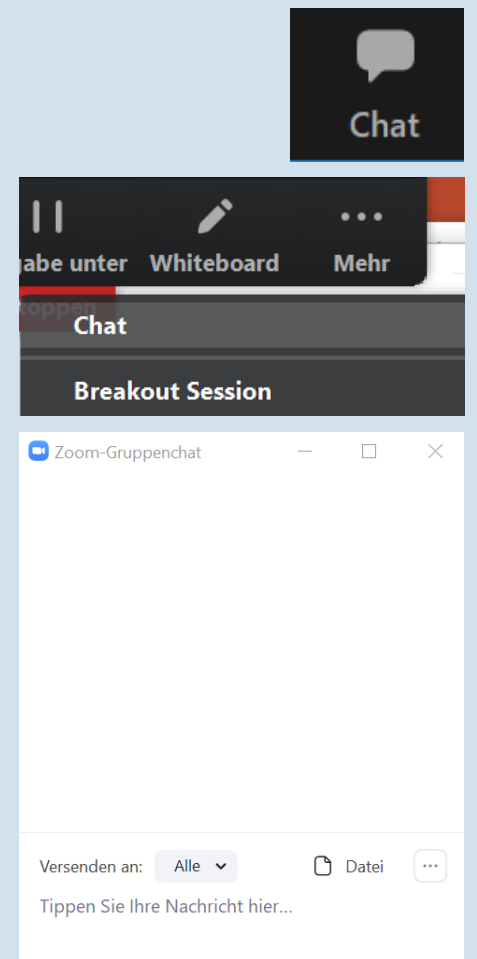 Chat
gabe unter Whiteboard Mehr
toppen
Chat
Breakout Session
Zoom-Gruppenchat
Versenden an: Alle Datei
Tippen Sie Ihre Nachricht hier...